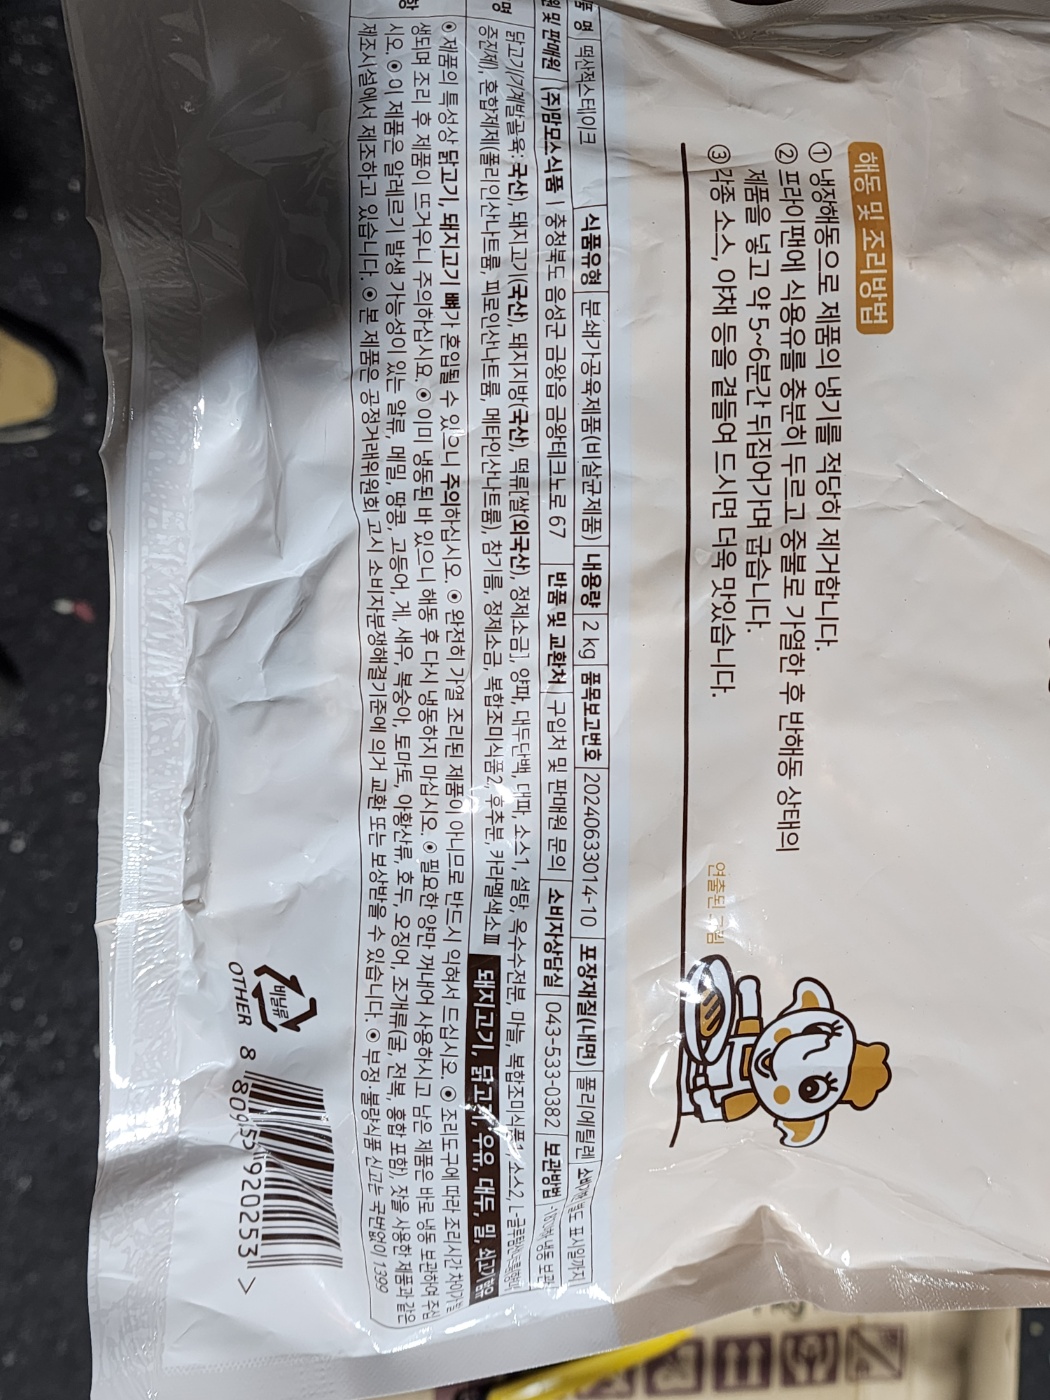 해동 및 조리방법
① 냉장해동으로 제품의 냉기를 적당히 제거합니다.
② 프라이팬에 식용유를 충분히 두르고 중불로 가열한 후 반해동 상태의
제품을 넣고 약 5~6분간 뒤집어가며 굽습니다.
③ 각종 소스, 야채 등을 곁들여 드시면 더욱 맛있습니다.
연출된
품 명 떡산적스테이크 식품유형 분쇄가공육제품(비살균제품) 내용량 2 kg 품목보고번호 20240633014-10 포장재질(내면) 폴리에틸렌
및 판매원 (주)맘모스식품 | 충청북도 음성군 금왕읍 금왕테크노로 67 반품 및 교환처 구입처 및 판매원 문의 소비자상담실 043-533-0382 보관방법
명 닭고기(기계발골육:국산), 돼지고기(국산), 돼지지방(국산), 떡류[쌀(외국산), 정제소금], 양파, 대두단백, 대파, 소스1, 설탕, 옥수수전분, 마늘, 복합조미식품, 소스2,
증진제), 혼합제제(폴리인산나트륨, 피로인산나트륨, 메타인산나트륨), 참기름, 정제소금, 복합조미식품2, 후추분, 카라멜색소Ⅲ 돼지고기, 닭고기, 우유, 대두, 밀, 쇠고기
⊙ 제품의 특성상 닭고기, 돼지고기 뼈가 혼입될 수 있으니 주의하십시오. ⊙ 완전히 가열 조리된 제품이 아니므로 반드시 익혀서 드십시오. ⊙ 조리도구에 따라 조리시간
생되며 조리 후 제품이 뜨거우니 주의하십시요 ⊙ 이미 냉동된 바 있으니 해동 후 다시 냉동하지 마십시오. ⊙ 필요한 양만 꺼내어 사용하시고 남은 제품은 바로 냉동 보관하여 주십
시오. ⊙ 이 제품은 알레르기 발생 가능성이 있는 알류, 메밀, 땅콩, 고등어, 게, 새우, 복숭아, 토마토, 아황산류, 호두, 오징어, 조개류(굴, 전복, 홍합 포함), 잣을 사용한 제품과 같은
제조시설에서 제조하고 있습니다. ⊙ 본 제품은 공정거래위원회 고시 소비자분쟁해결 기준에 의거 교환 또는 보상받을 수 있습니다. ⊙ 부정·불량식품 신고는 국번없이 1399
비닐류
OTHER